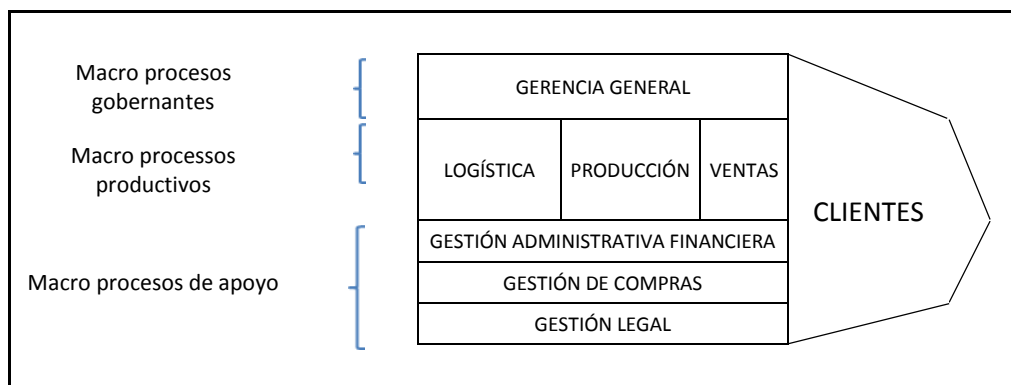 Macro procesos
gobernantes
GERENCIA GENERAL
Macro processos
productivos
LOGÍSTICA
PRODUCCIÓN
VENTAS
CLIENTES
GESTIÓN ADMINISTRATIVA FINANCIERA
Macro procesos de apoyo
GESTIÓN DE COMPRAS
GESTIÓN LEGAL